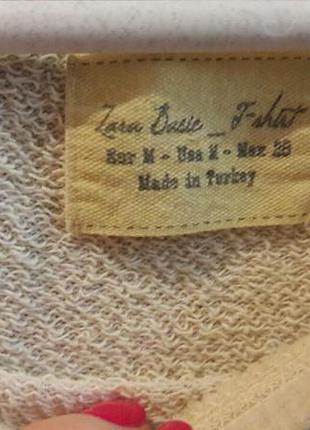 Zara Basic _ T-shirt
Eur M - Usa M - Mex 28
Made in Turkey